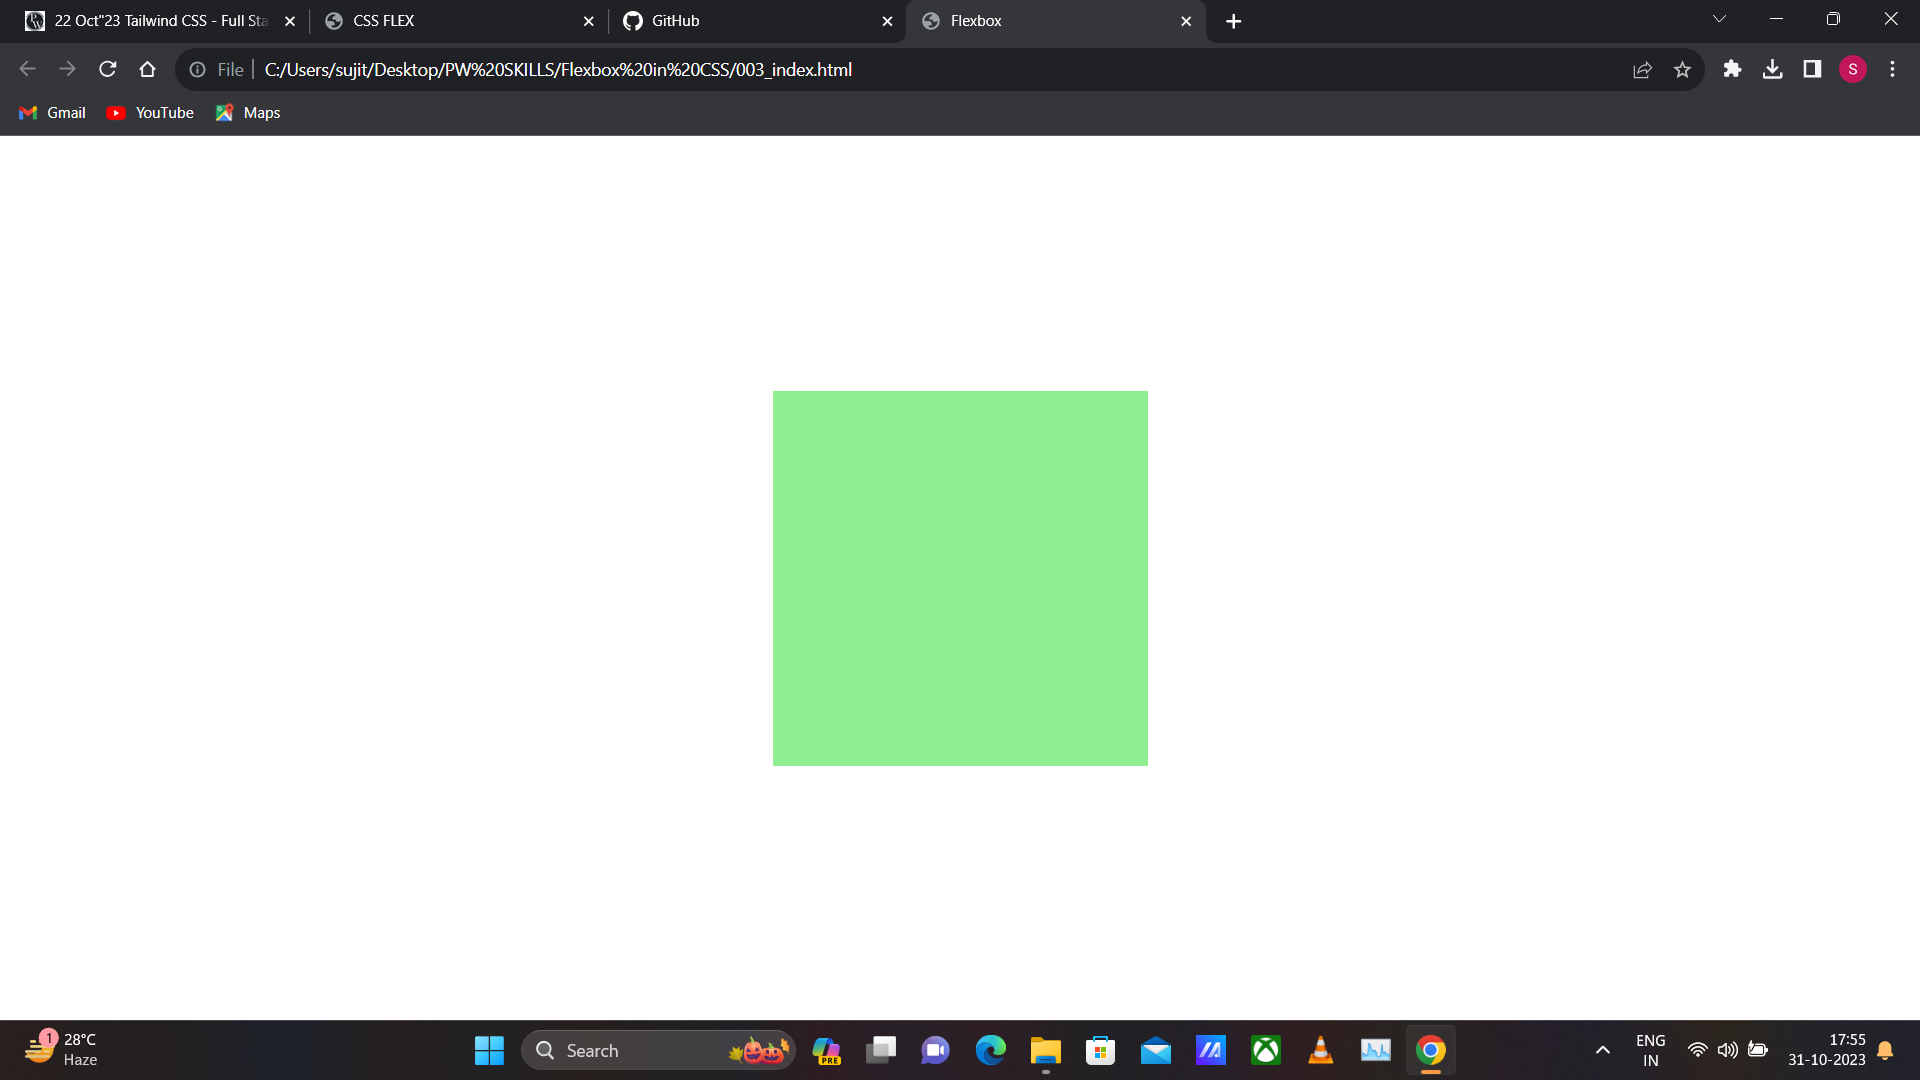 22 Oct"23 Tailwind CSS - Full Sta
CSS FLEX
GitHub
Flexbox
File
C:/Users/sujit/Desktop/PW%20SKILLS/Flexbox%20in%20CSS/003_index.html
S
Gmail
YouTube
Maps
1
28°C
Haze
Search
PRE
ENG
IN
17:55
31-10-2023